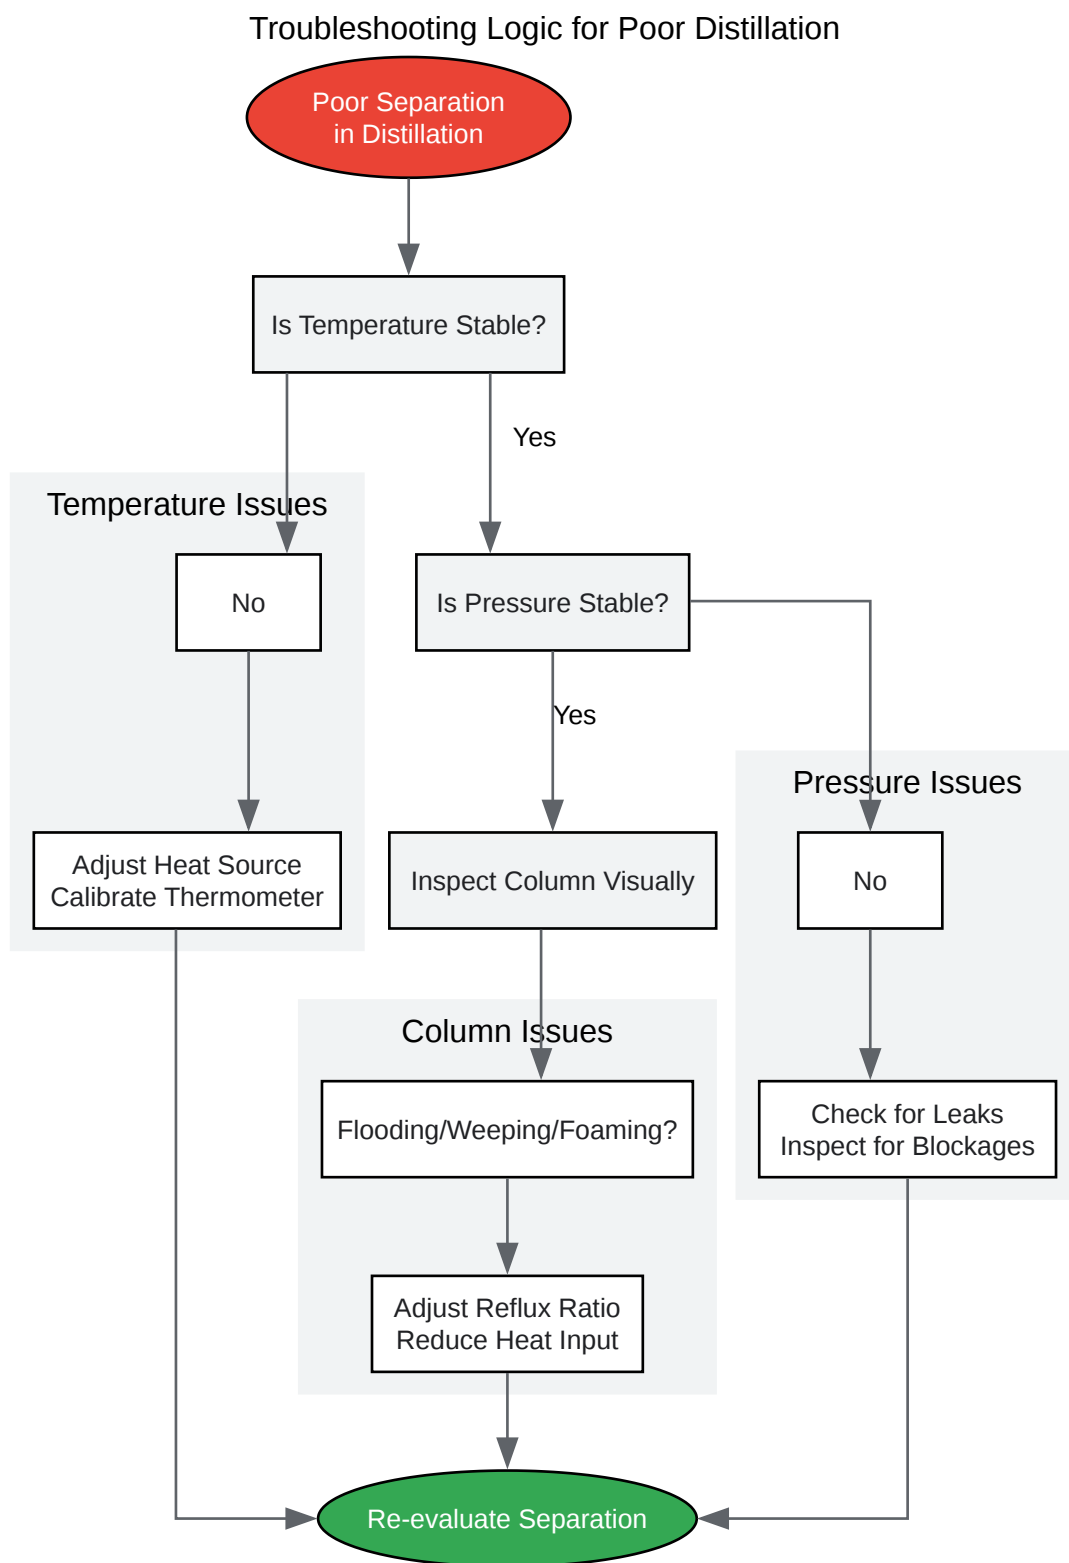 Troubleshooting Logic for Poor Distillation
Poor Separation
in Distillation
Is Temperature Stable?
Yes
Temperature Issues
No
Is Pressure Stable?
Yes
Pressure Issues
Adjust Heat Source
Calibrate Thermometer
Inspect Column Visually
No
Column Issues
Flooding/Weeping/Foaming?
Check for Leaks
Inspect for Blockages
Adjust Reflux Ratio
Reduce Heat Input
Re-evaluate Separation